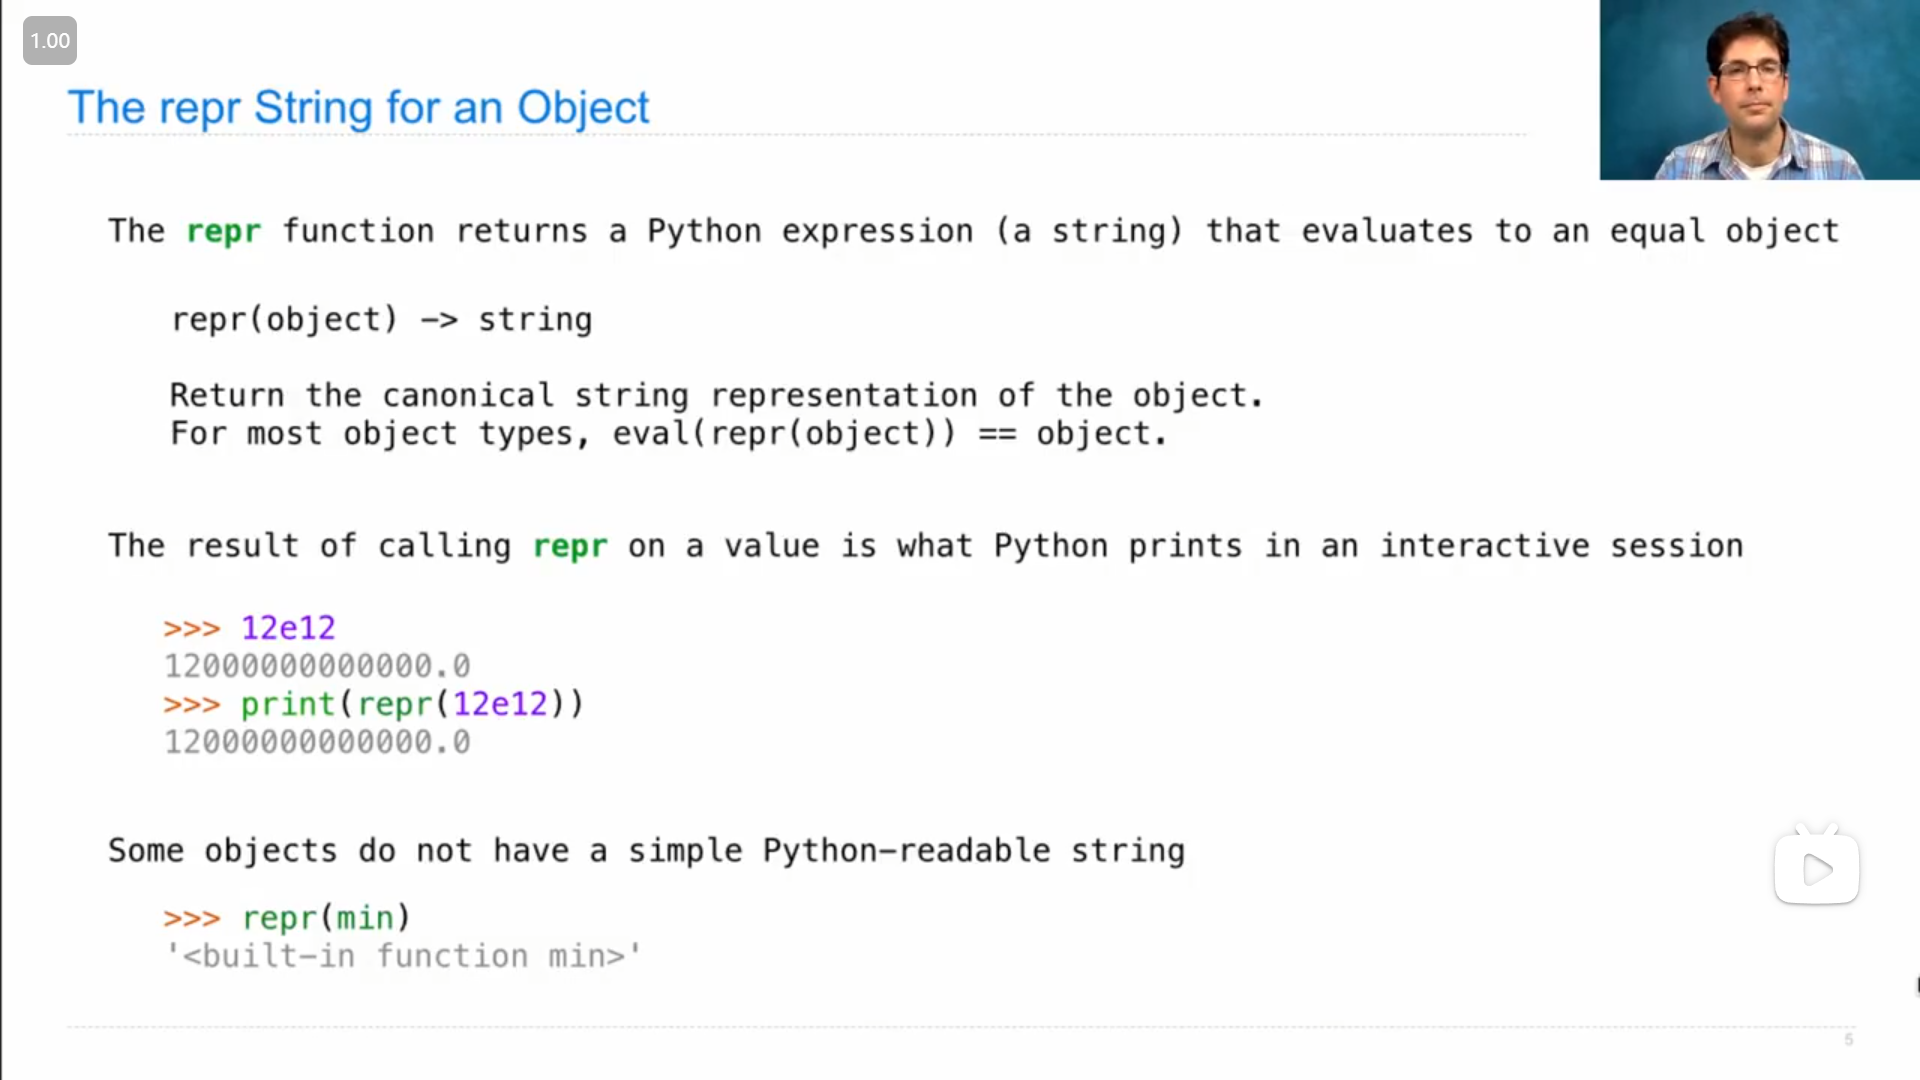 1.00
The repr String for an Object
The repr function returns a Python expression (a string) that evaluates to an equal object
repr(object) -> string
Return the canonical string representation of the object.
For most object types, eval(repr(object)) == object.
The result of calling repr on a value is what Python prints in an interactive session
>>> 12e12
12000000000000.0
>>> print(repr(12e12))
12000000000000.0
Some objects do not have a simple Python-readable string
>>> repr(min)
'<built-in function min>'
5